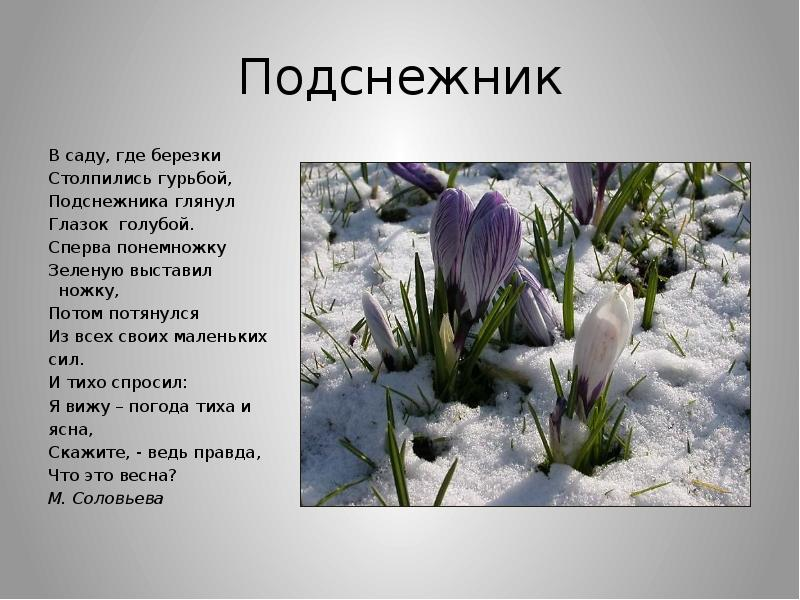 Подснежник
В саду, где березки
Столпились гурьбой,
Подснежника глянул
Глазок  голубой.
Сперва понемножку
Зеленую выставил
ножку,
Потом потянулся
Из всех своих маленьких
сил.
И тихо спросил:
Я вижу – погода тиха и
ясна,
Скажите, - ведь правда,
Что это весна?
М. Соловьева